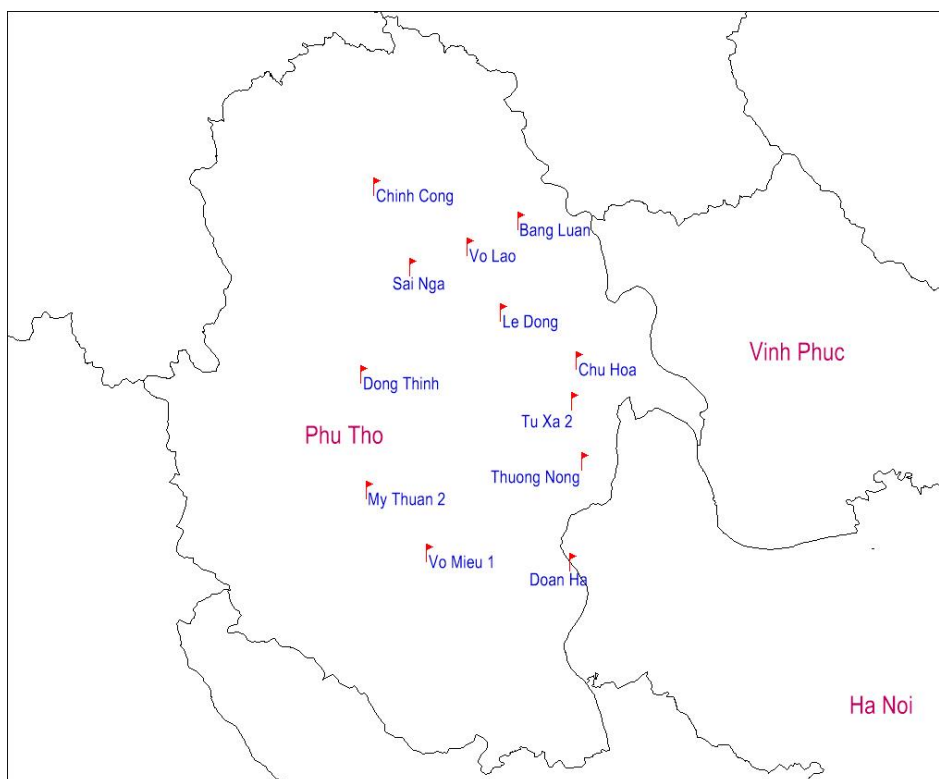 Chinh Cong
Bang Luan
Vo Lao
Sai Nga
Le Dong
Vinh Phuc
Chu Hoa
Dong Thinh
Tu Xa 2
Phu Tho
Thuong Nong
My Thuan 2
Vo Mieu 1
Doan Ha
Ha Noi